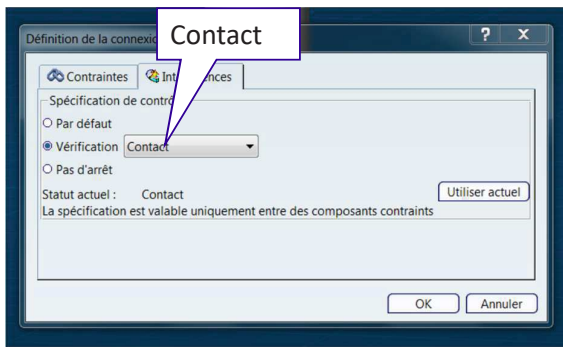 Définition de la connexio
Contact
? X
Contraintes
Int nces
Spécification de contrô
Par défaut
Vérification Contact
Pas d'arrêt
Statut actuel : Contact
Utiliser actuel
La spécification est valable uniquement entre des composants contraints
OK
Annuler